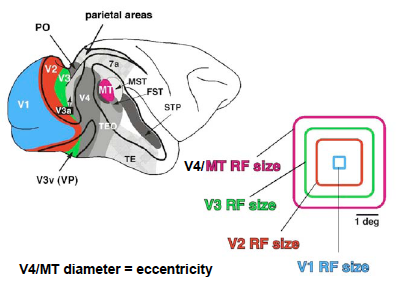 parietal areas
PO
V2
V3
7a
MST
V1
MT
FST
V3a
V4
STP
TEO
TE
V3v (VP)
V4/MT RF size
V3 RF size
1 deg
V2 RF size
V1 RF size
V4/MT diameter = eccentricity